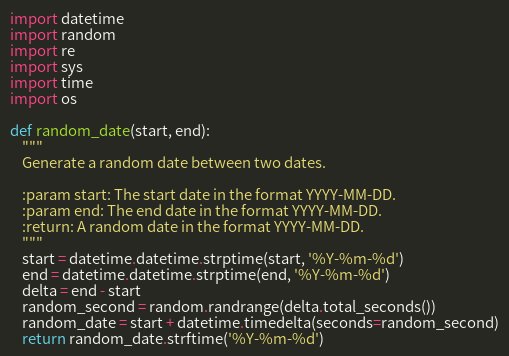 import datetime
import random
import re
import sys
import time
import os

def random_date(start, end):
    """
    Generate a random date between two dates.

    :param start: The start date in the format YYYY-MM-DD.
    :param end: The end date in the format YYYY-MM-DD.
    :return: A random date in the format YYYY-MM-DD.
    """
    start = datetime.datetime.strptime(start, '%Y-%m-%d')
    end = datetime.datetime.strptime(end, '%Y-%m-%d')
    delta = end - start
    random_second = random.randrange(delta.total_seconds())
    random_date = start + datetime.timedelta(seconds=random_second)
    return random_date.strftime('%Y-%m-%d')